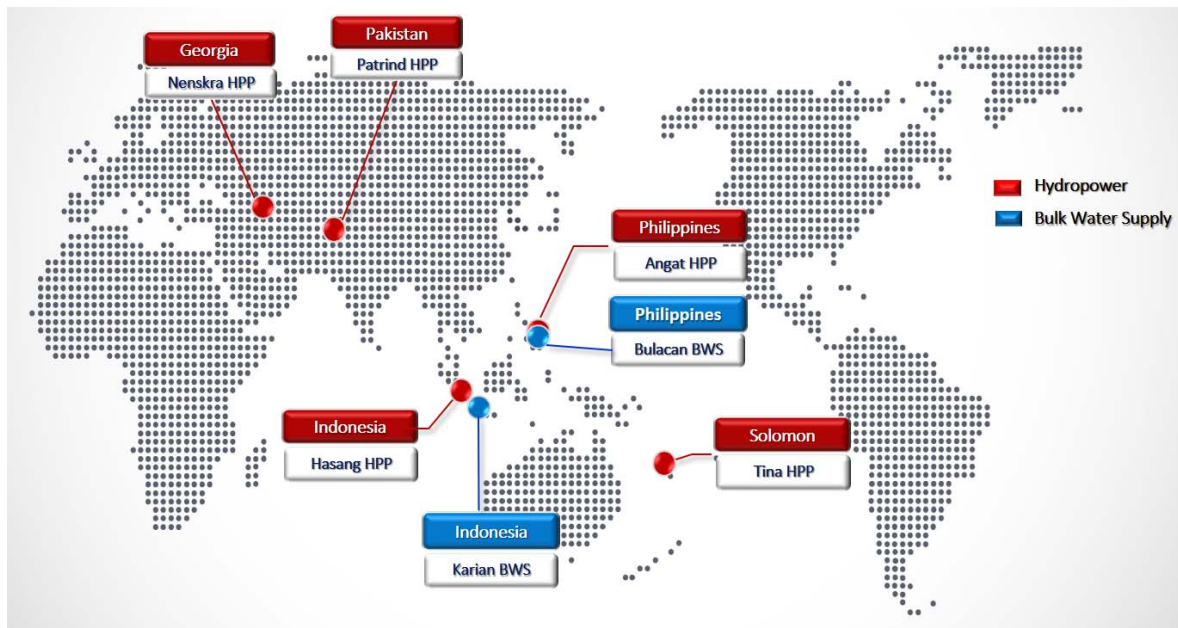 Georgia
Nenskra HPP
Pakistan
Patrind HPP
Hydropower
Bulk Water Supply
Philippines
Angat HPP
Philippines
Bulacan BWS
Indonesia
Hasang HPP
Solomon
Tina HPP
Indonesia
Karian BWS